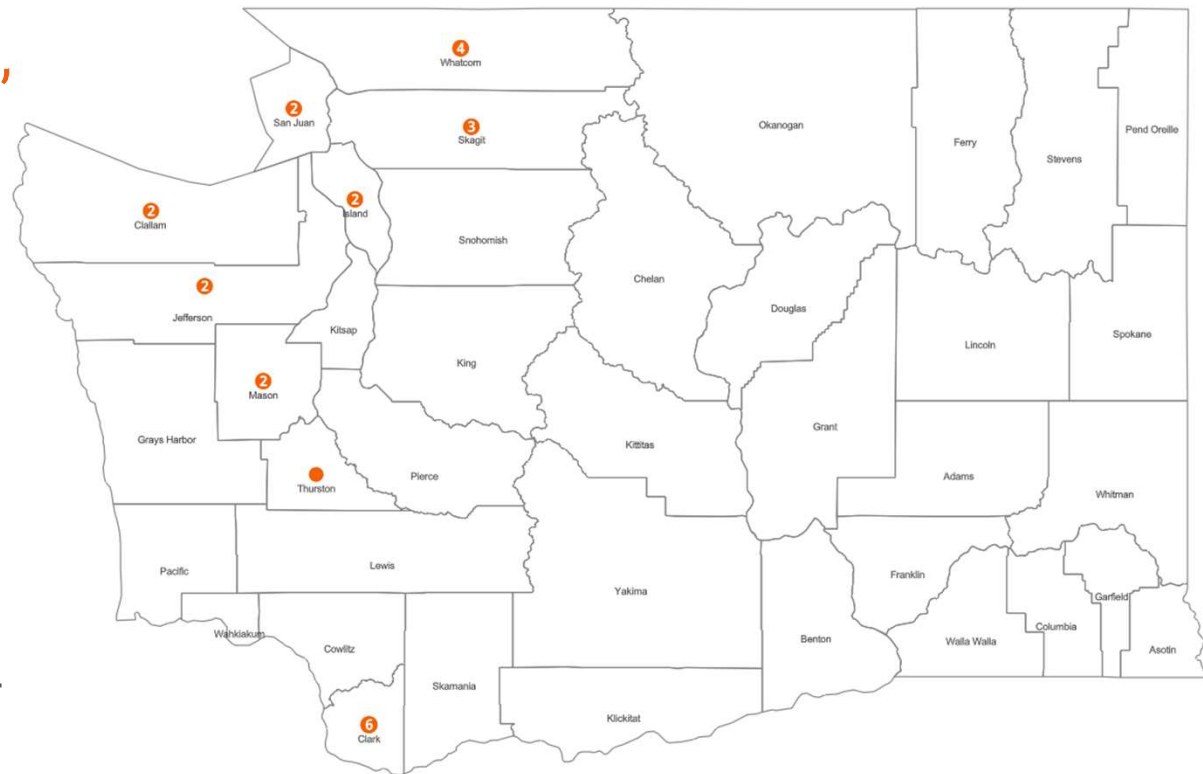 ,
4
Whatcom
2
San Juan
3
Skagit
Okanogan
Ferry
Stevens
Pend Oreille
2
Clallam
2
Island
Snohomish
Chelan
Douglas
2
Jefferson
Kitsap
King
Lincoln
Spokane
2
Mason
Grays Harbor
Kittitas
Grant
Thurston
Pierce
Adams
Whitman
Pacific
Lewis
Yakima
Franklin
Garfield
Wahkiakum
Cowlitz
Benton
Walla Walla
Columbia
Asotin
Skamania
6
Clark
Klickitat